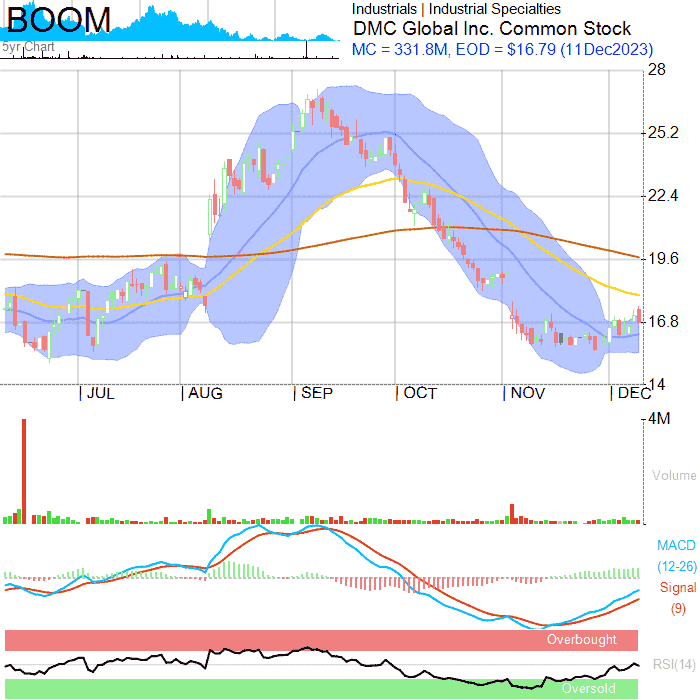 BOOM
5yr Chart
Industrials | Industrial Specialties
DMC Global Inc. Common Stock
MC = 331.8M, EOD = $16.79 (11Dec2023)
28
25.2
22.4
19.6
16.8
14
JUL
AUG
SEP
OCT
NOV
DEC
4M
Volume
MACD
(12-26)
Signal
(9)
Overbought
RSI(14)
Oversold